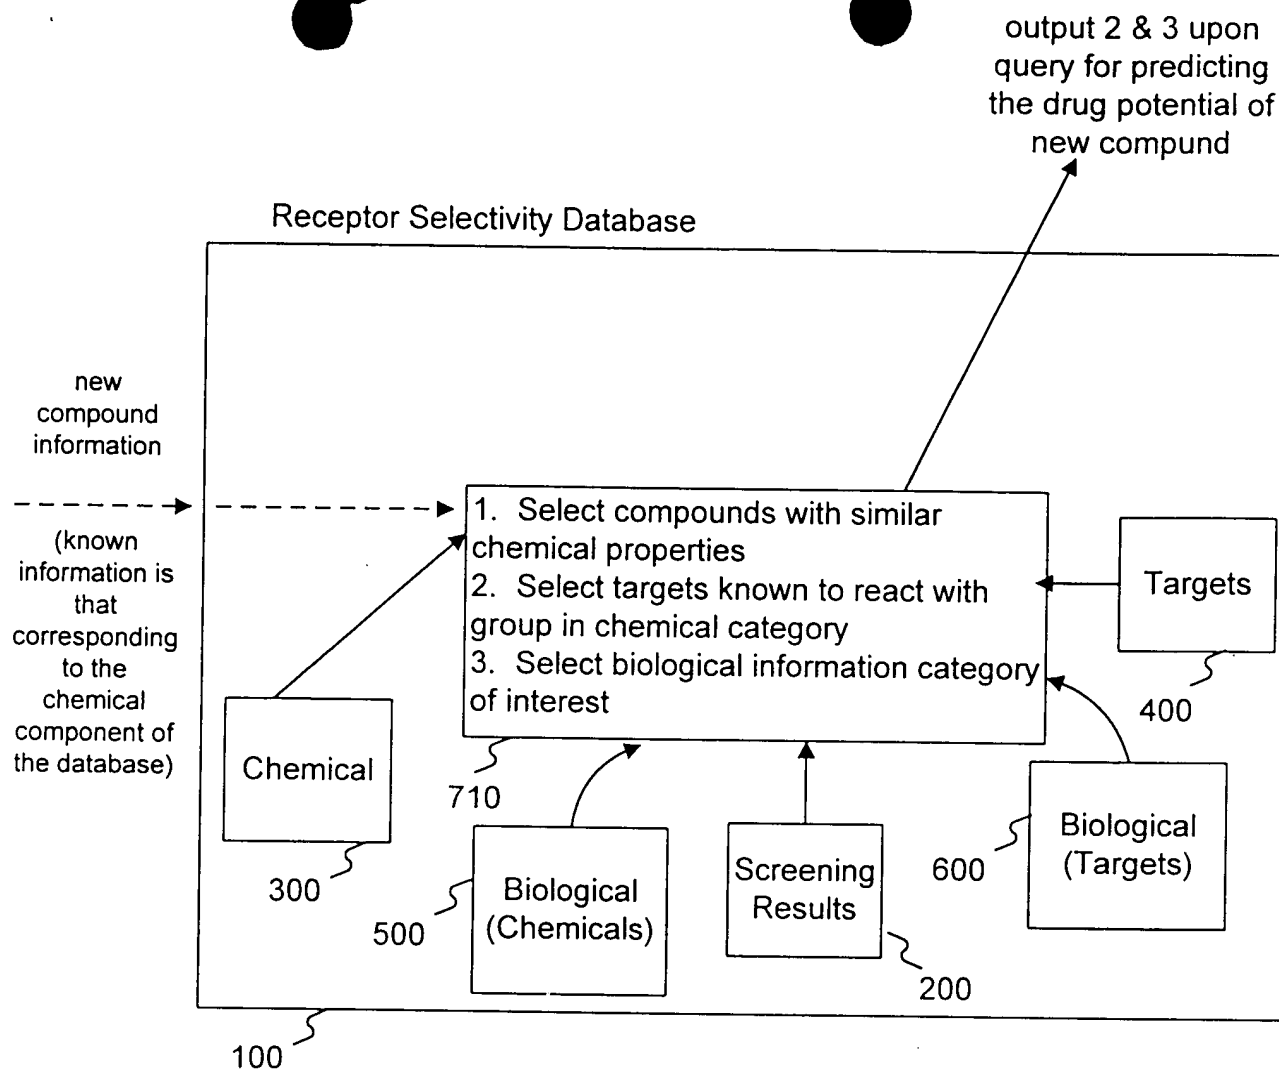 output 2 & 3 upon
query for predicting
the drug potential of
new compund
Receptor Selectivity Database
new
compound
information
(known
information is
that
corresponding
to the
chemical
component of
the database)
1. Select compounds with similar
chemical properties
2. Select targets known to react with
group in chemical category
3. Select biological information category
of interest
Targets
400
Chemical
300
710
Biological
(Chemicals)
500
Screening
Results
200
Biological
(Targets)
600
100